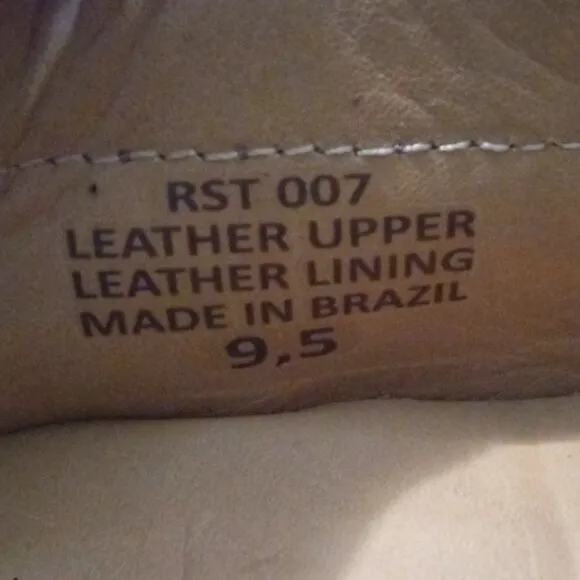 RST 007
LEATHER UPPER
LEATHER LINING
MADE IN BRAZIL
9,5